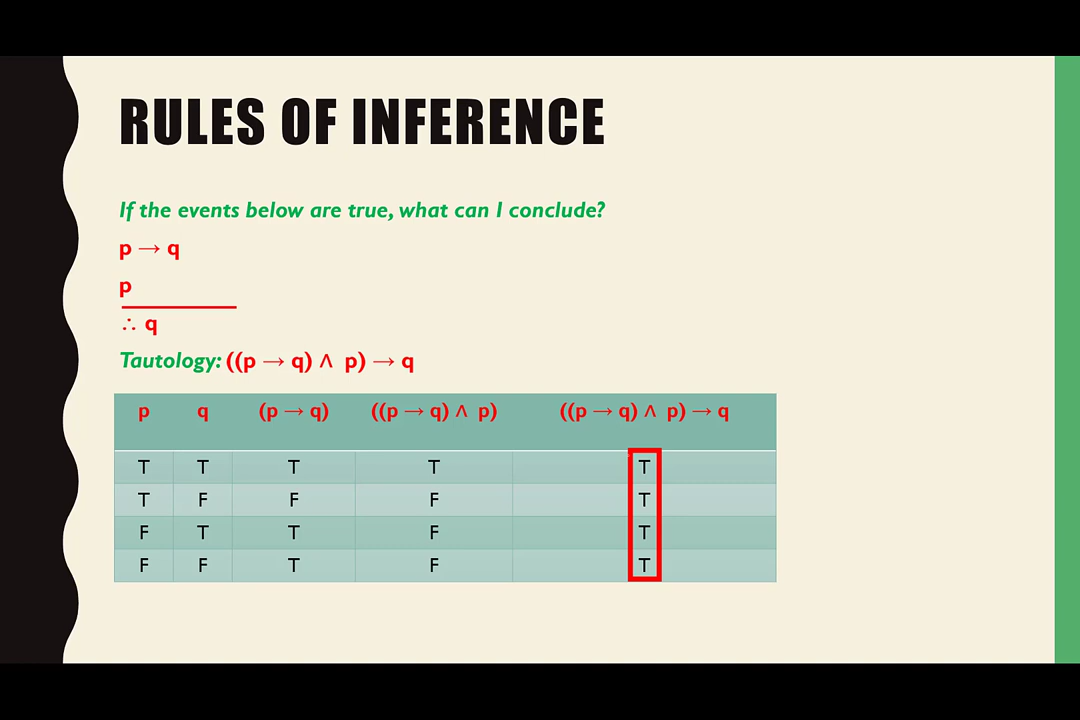 RULES OF INFERENCE
If the events below are true, what can I conclude?
p → q
p
∴ q
Tautology: ((p → q) ∧ p) → q
p q (p → q) ((p → q) ∧ p) ((p → q) ∧ p) → q
T T T T T
T F F F T
F T T F T
F F T F T